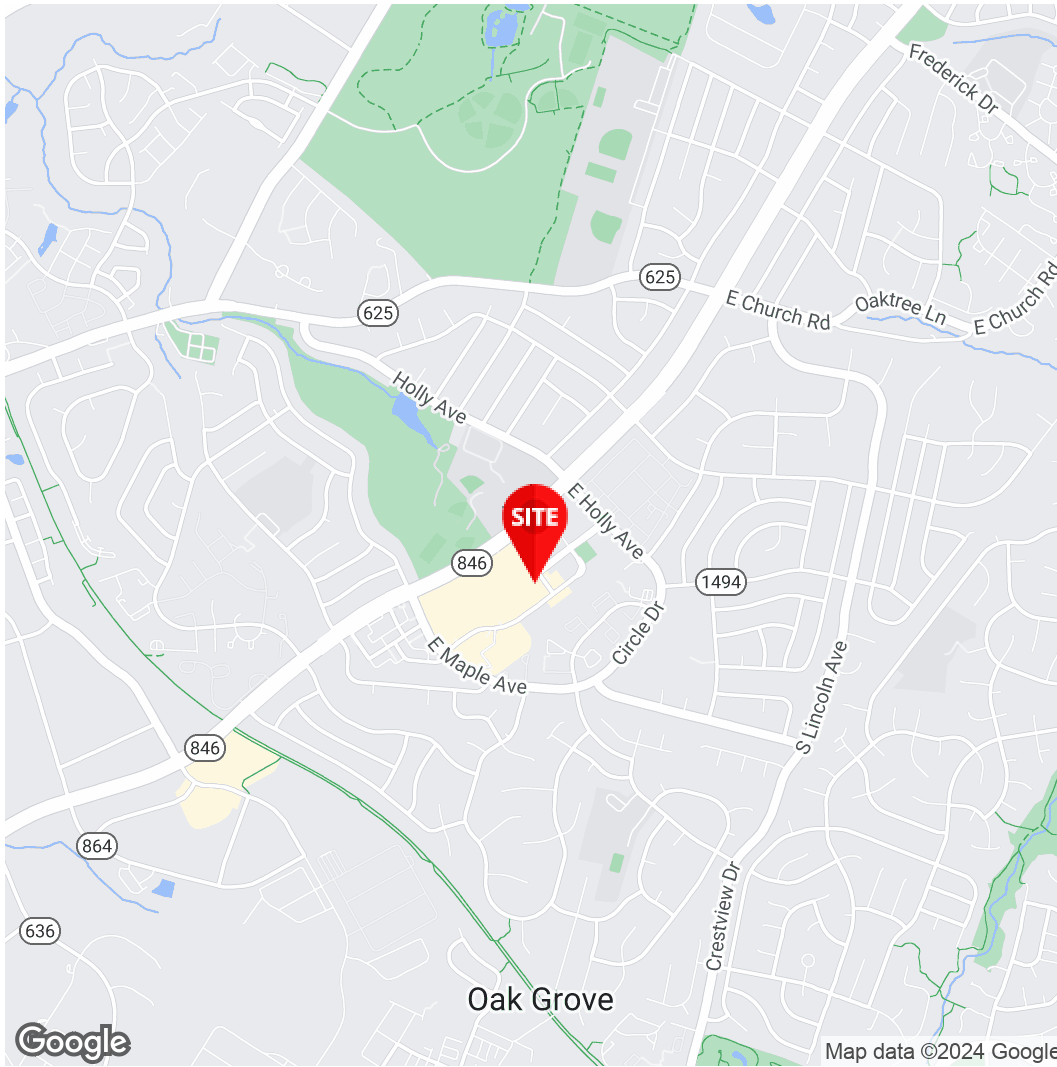 Frederick Dr
625
625
E Church Rd
Oaktree Ln
E Church Rd
Holly Ave
E Holly Ave
SITE
846
1494
Circle Dr
E Maple Ave
S Lincoln Ave
846
864
Crestview Dr
636
Oak Grove
Google
Map data ©2024 Google